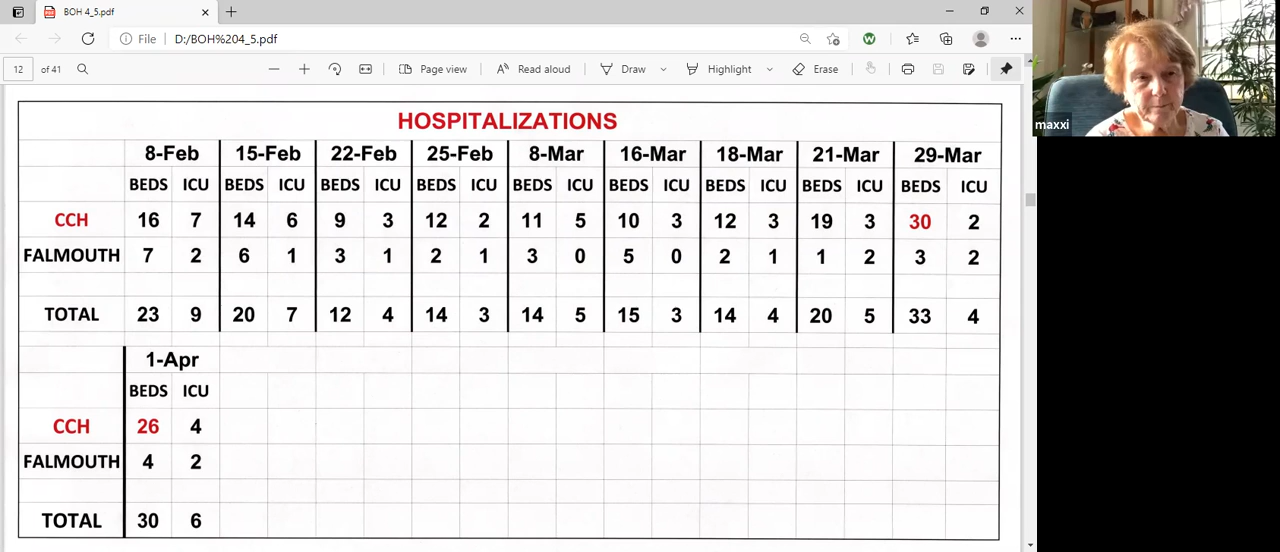 BOH 4_5.pdf
File D:/BOH%204_5.pdf
12 of 41 Page view Read aloud Draw Highlight Erase
maxxi
HOSPITALIZATIONS
8-Feb 15-Feb 22-Feb 25-Feb 8-Mar 16-Mar 18-Mar 21-Mar 29-Mar
BEDS ICU BEDS ICU BEDS ICU BEDS ICU BEDS ICU BEDS ICU BEDS ICU BEDS ICU BEDS ICU
CCH 16 7 14 6 9 3 12 2 11 5 10 3 12 3 19 3 30 2
FALMOUTH 7 2 6 1 3 1 2 1 3 0 5 0 2 1 1 2 3 2
TOTAL 23 9 20 7 12 4 14 3 14 5 15 3 14 4 20 5 33 4
1-Apr
BEDS ICU
CCH 26 4
FALMOUTH 4 2
TOTAL 30 6